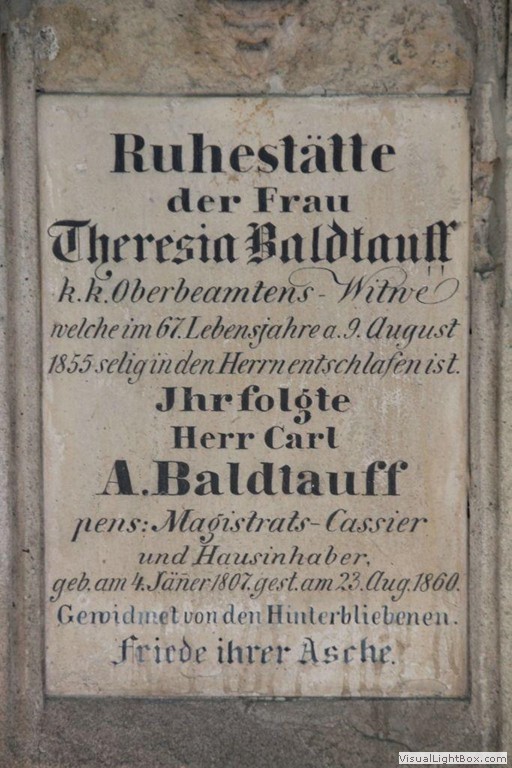 Ruhestätte
der Frau
Theresia Baldtauff
k.k. Oberbeamtens - Witwe
welche im 67. Lebensjahre a. 9. August
1855 selig in den Herrn entschlafen ist.
Jhr folgte
Herr Carl
A. Baldtauff
pens: Magistrats-Cassier
und Hausinhaber,
geb. am 4. Jän̄er 1807. gest. am 23. Aug. 1860.
Gewidmet von den Hinterbliebenen.
Friede ihrer Asche.
VisualLightBox.com